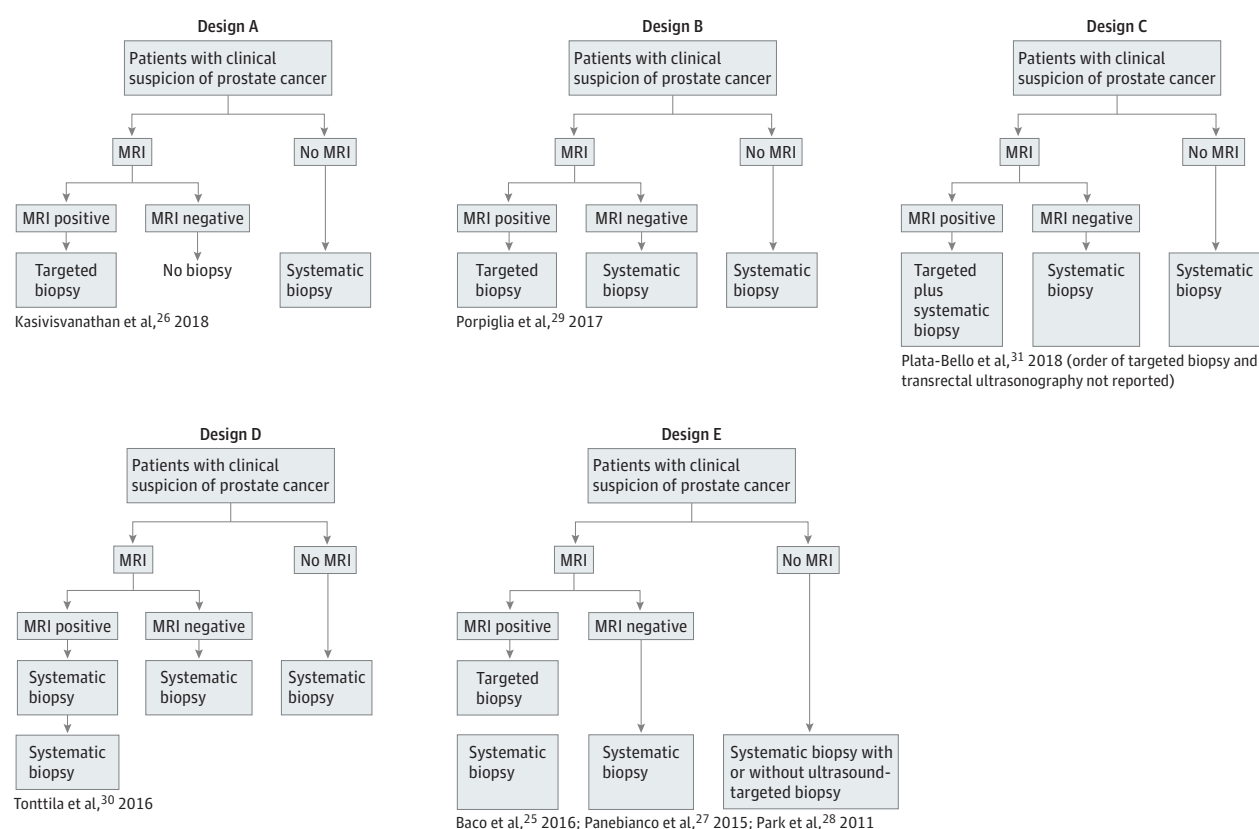 Design A
Patients with clinical
suspicion of prostate cancer
MRI
No MRI
MRI positive
MRI negative
Targeted
biopsy
No biopsy
Systematic
biopsy
Kasivisvanathan et al,26 2018
Design B
Patients with clinical
suspicion of prostate cancer
MRI
No MRI
MRI positive
MRI negative
Targeted
biopsy
Systematic
biopsy
Systematic
biopsy
Porpiglia et al,29 2017
Design C
Patients with clinical
suspicion of prostate cancer
MRI
No MRI
MRI positive
MRI negative
Targeted
plus
systematic
biopsy
Systematic
biopsy
Systematic
biopsy
Plata-Bello et al,31 2018 (order of targeted biopsy and
transrectal ultrasonography not reported)
Design D
Patients with clinical
suspicion of prostate cancer
MRI
No MRI
MRI positive
MRI negative
Systematic
biopsy
Systematic
biopsy
Systematic
biopsy
Systematic
biopsy
Tonttila et al,30 2016
Design E
Patients with clinical
suspicion of prostate cancer
MRI
No MRI
MRI positive
MRI negative
Targeted
biopsy
Systematic
biopsy
Systematic
biopsy
Systematic biopsy with
or without ultrasound-
targeted biopsy
Baco et al,25 2016; Panebianco et al,27 2015; Park et al,28 2011